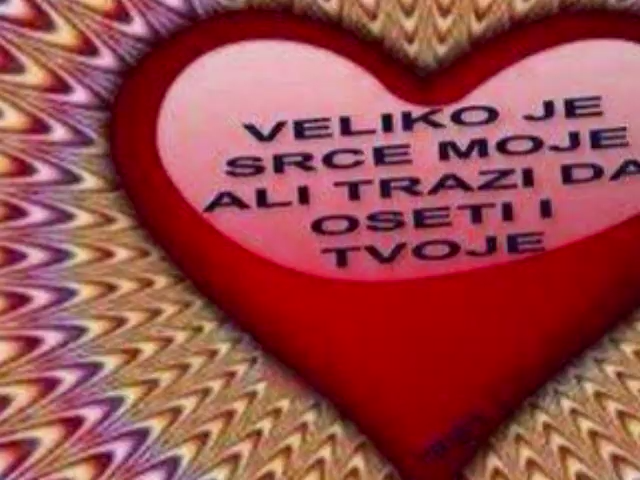 VELIKO JE
SRCE MOJE
ALI TRAZI DA
OSETI I
TVOJE